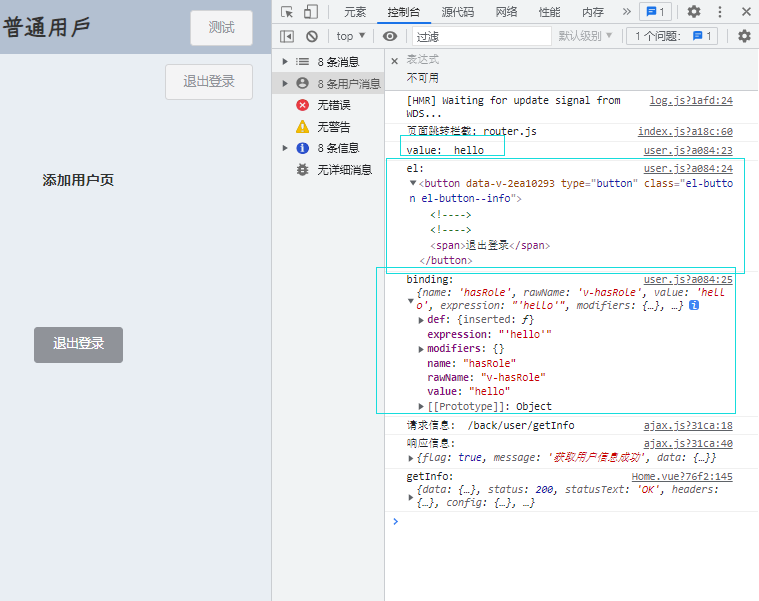 普通用户
测试
退出登录
添加用户页
退出登录
元素 控制台 源代码 网络 性能 内存 » 1
top ▼ 过滤 默认级别 ▼ 1 个问题: 1
8 条消息
8 条用户消息
无错误
无警告
8 条信息
无详细消息
表达式
不可用
[HMR] Waiting for update signal from WDS... log.js?1afd:24
页面跳转拦截: router.js index.js?a18c:60
value: hello user.js?a084:23
el: user.js?a084:24
<button data-v-2ea10293 type="button" class="el-butto
n el-button--info">
<!---->
<!---->
<span>退出登录</span>
</button>
binding: user.js?a084:25
{name: 'hasRole', rawName: 'v-hasRole', value: 'hell
o', expression: "'hello'", modifiers: {…}, …}
def: {inserted: ƒ}
expression: "'hello'"
modifiers: {}
name: "hasRole"
rawName: "v-hasRole"
value: "hello"
[[Prototype]]: Object
请求信息: /back/user/getInfo ajax.js?31ca:18
响应信息: ajax.js?31ca:40
{flag: true, message: '获取用户信息成功', data: {…}}
getInfo: Home.vue?76f2:145
{data: {…}, status: 200, statusText: 'OK', headers:
{…}, config: {…}, …}